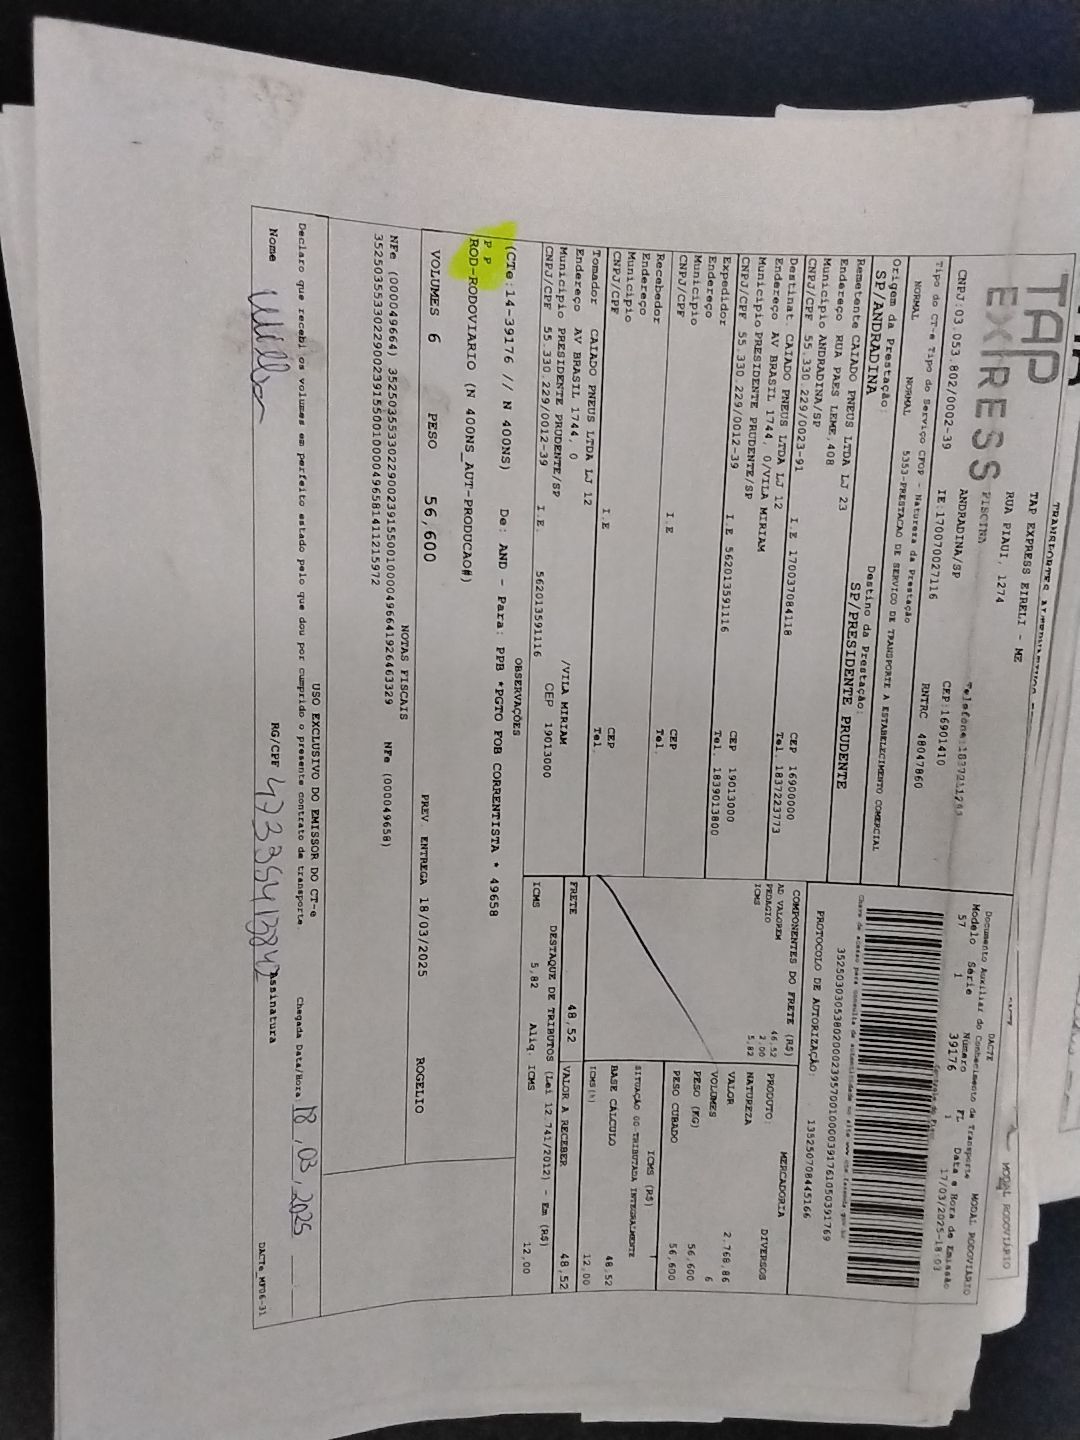 TAP
EXPRESS
TAP EXPRESS EIRELI - ME
RUA PIAUI, 1274
PISCINA
ANDRADINA/SP
CEP:16901410
CNPJ:03.053.802/0002-39
IE:170070027116
RNTRC 48047860
DACTE
MODAL RODOVIÁRIO
Documento Auxiliar do Conhecimento de Transporte MODAL RODOVIÁRIO
Modelo Série Número FL Data e Hora de Emissão
57 1 39176 1 17/03/2025-18:03
Tipo do CT-e Tipo do Serviço CFOP - Natureza da Prestação
NORMAL NORMAL 5353-PRESTACAO DE SERVICO DE TRANSPORTE A ESTABELECIMENTO COMERCIAL
Origem da Prestação: Destino da Prestação:
SP/ANDRADINA SP/PRESIDENTE PRUDENTE
PROTOCOLO DE AUTORIZAÇÃO: 135250708445166
Remetente CAIADO PNEUS LTDA LJ 23
Endereço RUA PAES LEME,408
Município ANDRADINA/SP CEP 16900000
CNPJ/CPF 55.330.229/0023-91 I.E 170037084118 Tel. 1837223773
Destinat. CAIADO PNEUS LTDA LJ 12
Endereço AV BRASIL 1744, 0/VILA MIRIAM
Município PRESIDENTE PRUDENTE/SP CEP 19013000
CNPJ/CPF 55.330.229/0012-39 I.E 562013591116 Tel. 1839013800
Expedidor
Endereço
Município CEP
CNPJ/CPF I.E Tel.
Recebedor
Endereço
Município CEP
CNPJ/CPF I.E Tel.
Tomador CAIADO PNEUS LTDA LJ 12
Endereço AV BRASIL 1744, 0 /VILA MIRIAM
Município PRESIDENTE PRUDENTE/SP CEP 19013000
CNPJ/CPF 55.330.229/0012-39 I.E. 562013591116
COMPONENTES DO FRETE (R$)
AD VALOREM 46,52
PEDAGIO 2,00
ICMS 5,82
PRODUTO: MERCADORIA
NATUREZA DIVERSOS
VALOR 2.768,86
VOLUMES 6
PESO (KG) 56,600
PESO CUBADO 56,600
ICMS (R$)
SITUAÇÃO 00-TRIBUTADA INTEGRALMENTE
BASE CÁLCULO 48,52
ICMS(%) 12,00
FRETE 48,52 VALOR A RECEBER 48,52
DESTAQUE DE TRIBUTOS (Lei 12.741/2012) - Em (R$)
ICMS 5,82 Aliq. ICMS 12,00
OBSERVAÇÕES
(CTe:14-39176 // N 400NS) De: AND - Para: PPB *PGTO FOB CORRENTISTA * 49658
P P
ROD-RODOVIARIO (N 400NS_AUT-PRODUCAO#)
VOLUMES 6 PESO 56,600 PREV. ENTREGA 18/03/2025 ROGELIO
NOTAS FISCAIS
NFe (000049664) 35250355330229002391550010000496641926463329 NFe (000049658)
35250355330229002391550010000496581411215972
USO EXCLUSIVO DO EMISSOR DO CT-e
Declaro que recebi os volumes em perfeito estado pelo que dou por cumprido o presente contrato de transporte. Chegada Data/Hora 18,03,2025
Nome RG/CPF Assinatura
DACTe_MP06-31